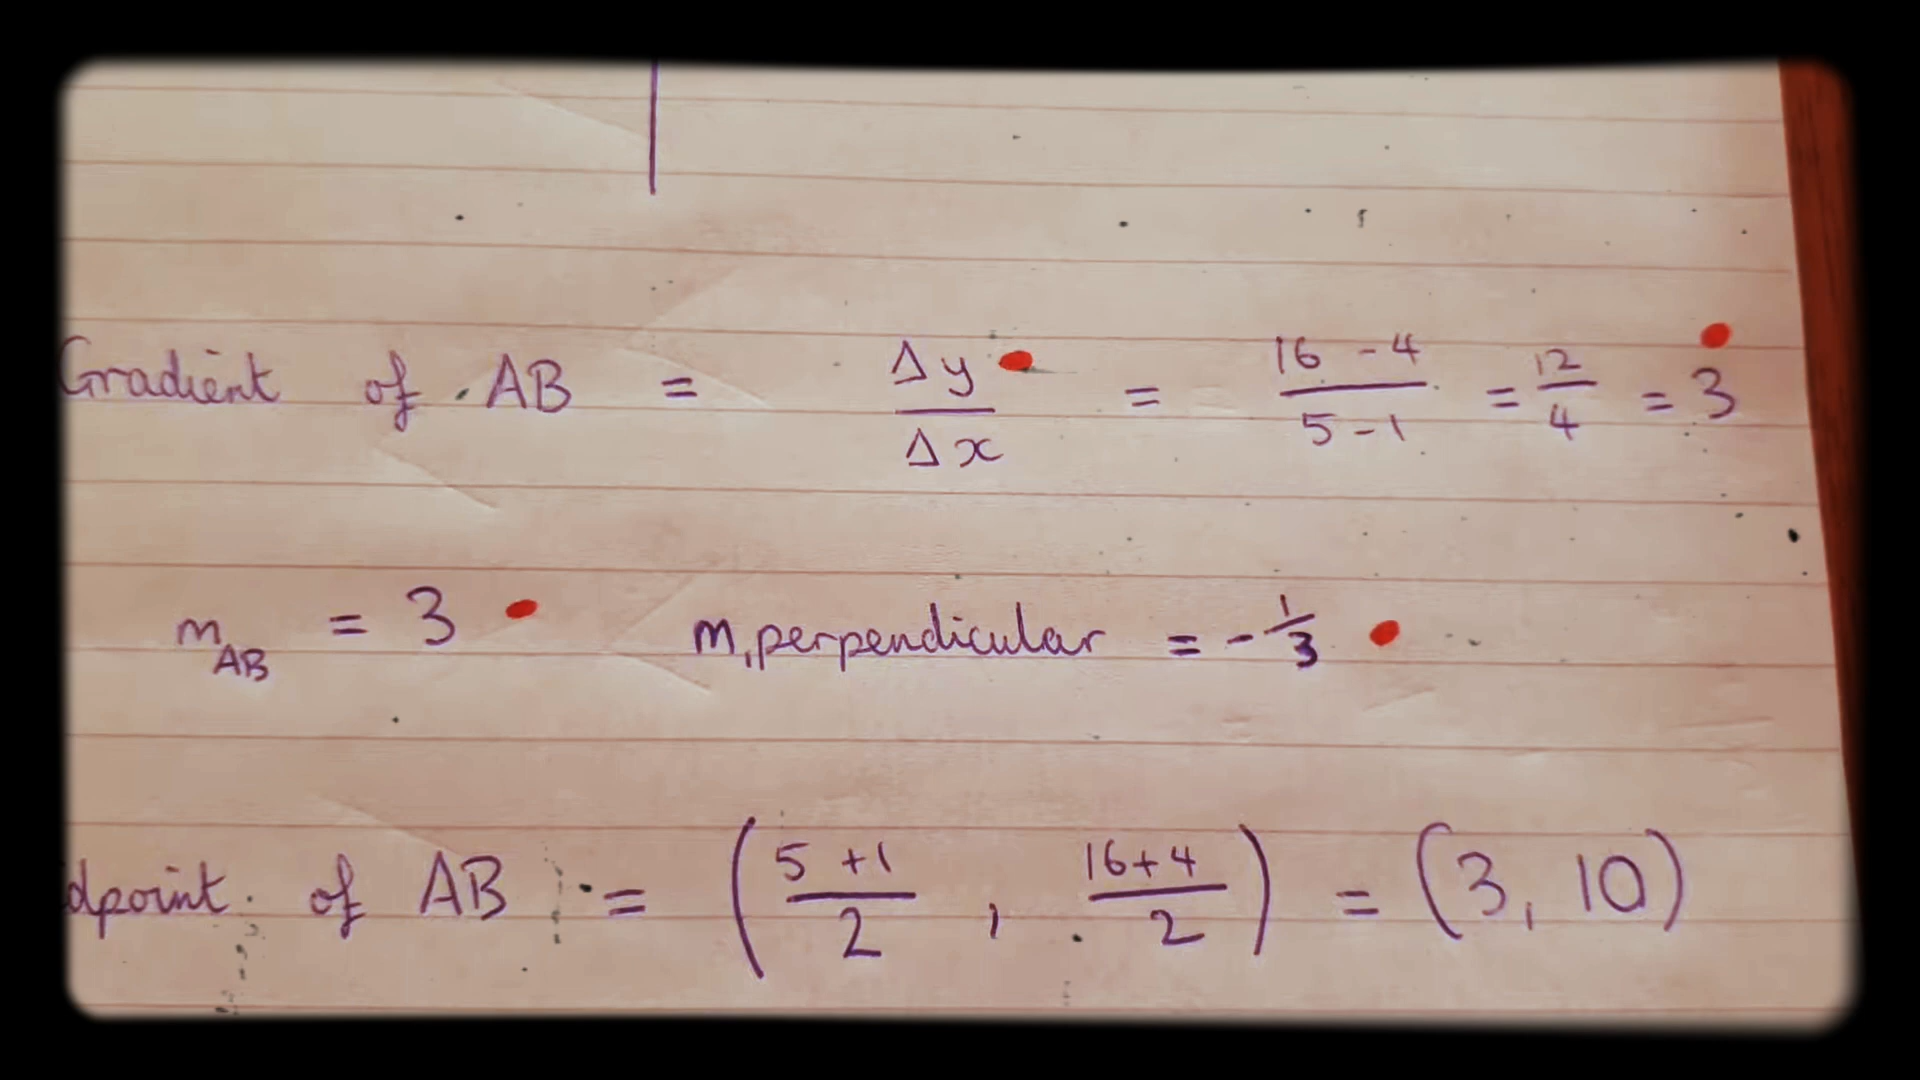 Gradient of AB = Δy/Δx = (16 - 4)/(5 - 1) = 12/4 = 3
m_AB = 3 m, perpendicular = -1/3
dpoint of AB = ((5 + 1)/2 , (16 + 4)/2) = (3, 10)